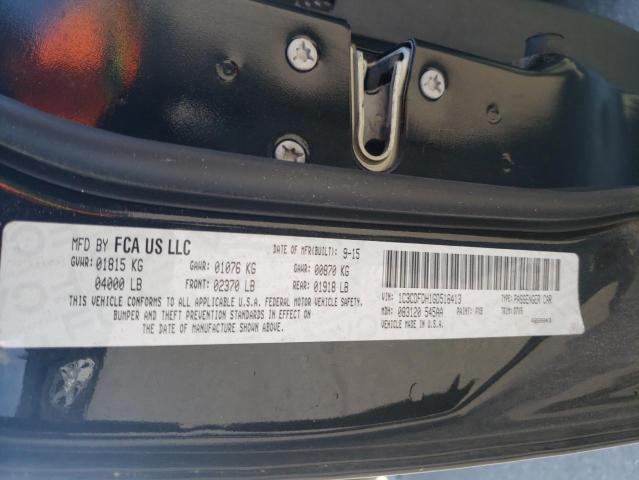 MFD BY FCA US LLC DATE OF MFR(BUILT): 9-15
GVWR: 01815 KG GAWR: 01076 KG GAWR: 00870 KG
04000 LB FRONT: 02370 LB REAR: 01918 LB
THIS VEHICLE CONFORMS TO ALL APPLICABLE U.S.A. FEDERAL MOTOR VEHICLE SAFETY,
BUMPER AND THEFT PREVENTION STANDARDS IN EFFECT ON
THE DATE OF MANUFACTURE SHOWN ABOVE.
VIN: 1C3CDFDH1GD516413 TYPE: PASSENGER CAR
MDH: 083120 545AA PAINT: PX8 TRIM:
VEHICLE MADE IN U.S.A.